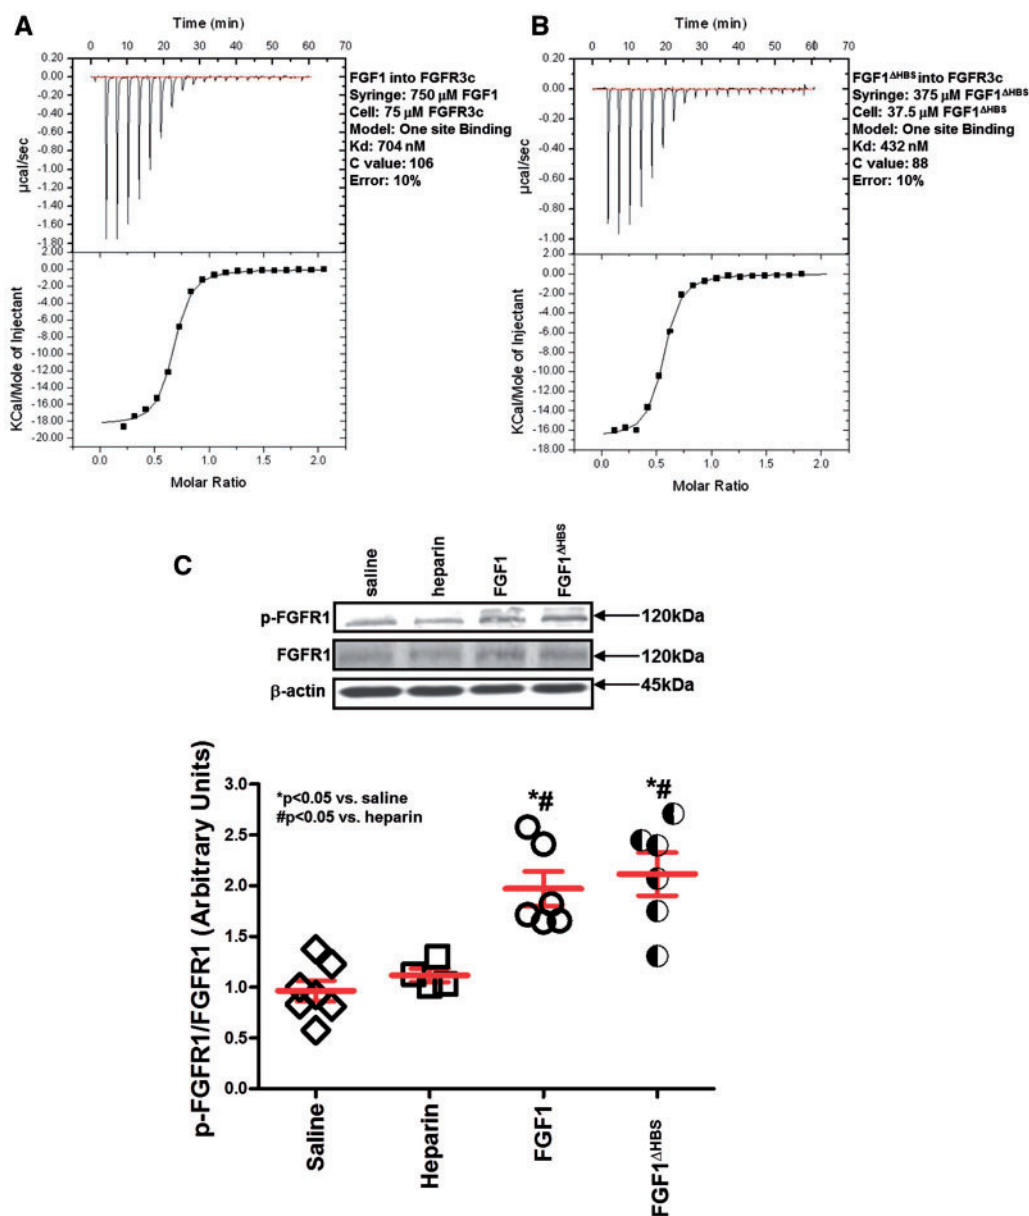 A
Time (min)
0 10 20 30 40 50 60 70
0.20
0.00
-0.20
-0.40
-0.60
-0.80
-1.00
-1.20
-1.40
-1.60
-1.80
2.00
µcal/sec
FGF1 into FGFR3c
Syringe: 750 µM FGF1
Cell: 75 µM FGFR3c
Model: One site Binding
Kd: 704 nM
C value: 106
Error: 10%
0.00
-2.00
-4.00
-6.00
-8.00
-10.00
-12.00
-14.00
-16.00
-18.00
-20.00
KCal/Mole of Injectant
0.0 0.5 1.0 1.5 2.0
Molar Ratio
B
Time (min)
0 10 20 30 40 50 60 70
0.20
0.00
-0.20
-0.40
-0.60
-0.80
-1.00
2.00
µcal/sec
FGF1ΔHBS into FGFR3c
Syringe: 375 µM FGF1ΔHBS
Cell: 37.5 µM FGF1ΔHBS
Model: One site Binding
Kd: 432 nM
C value: 88
Error: 10%
0.00
-2.00
-4.00
-6.00
-8.00
-10.00
-12.00
-14.00
-16.00
-18.00
KCal/Mole of Injectant
0.0 0.5 1.0 1.5 2.0
Molar Ratio
C
saline heparin FGF1 FGF1ΔHBS
p-FGFR1 120kDa
FGFR1 120kDa
β-actin 45kDa
p-FGFR1/FGFR1 (Arbitrary Units)
3.0
2.5
2.0
1.5
1.0
0.5
0.0
*p<0.05 vs. saline
#p<0.05 vs. heparin
*# *#
Saline Heparin FGF1 FGF1ΔHBS